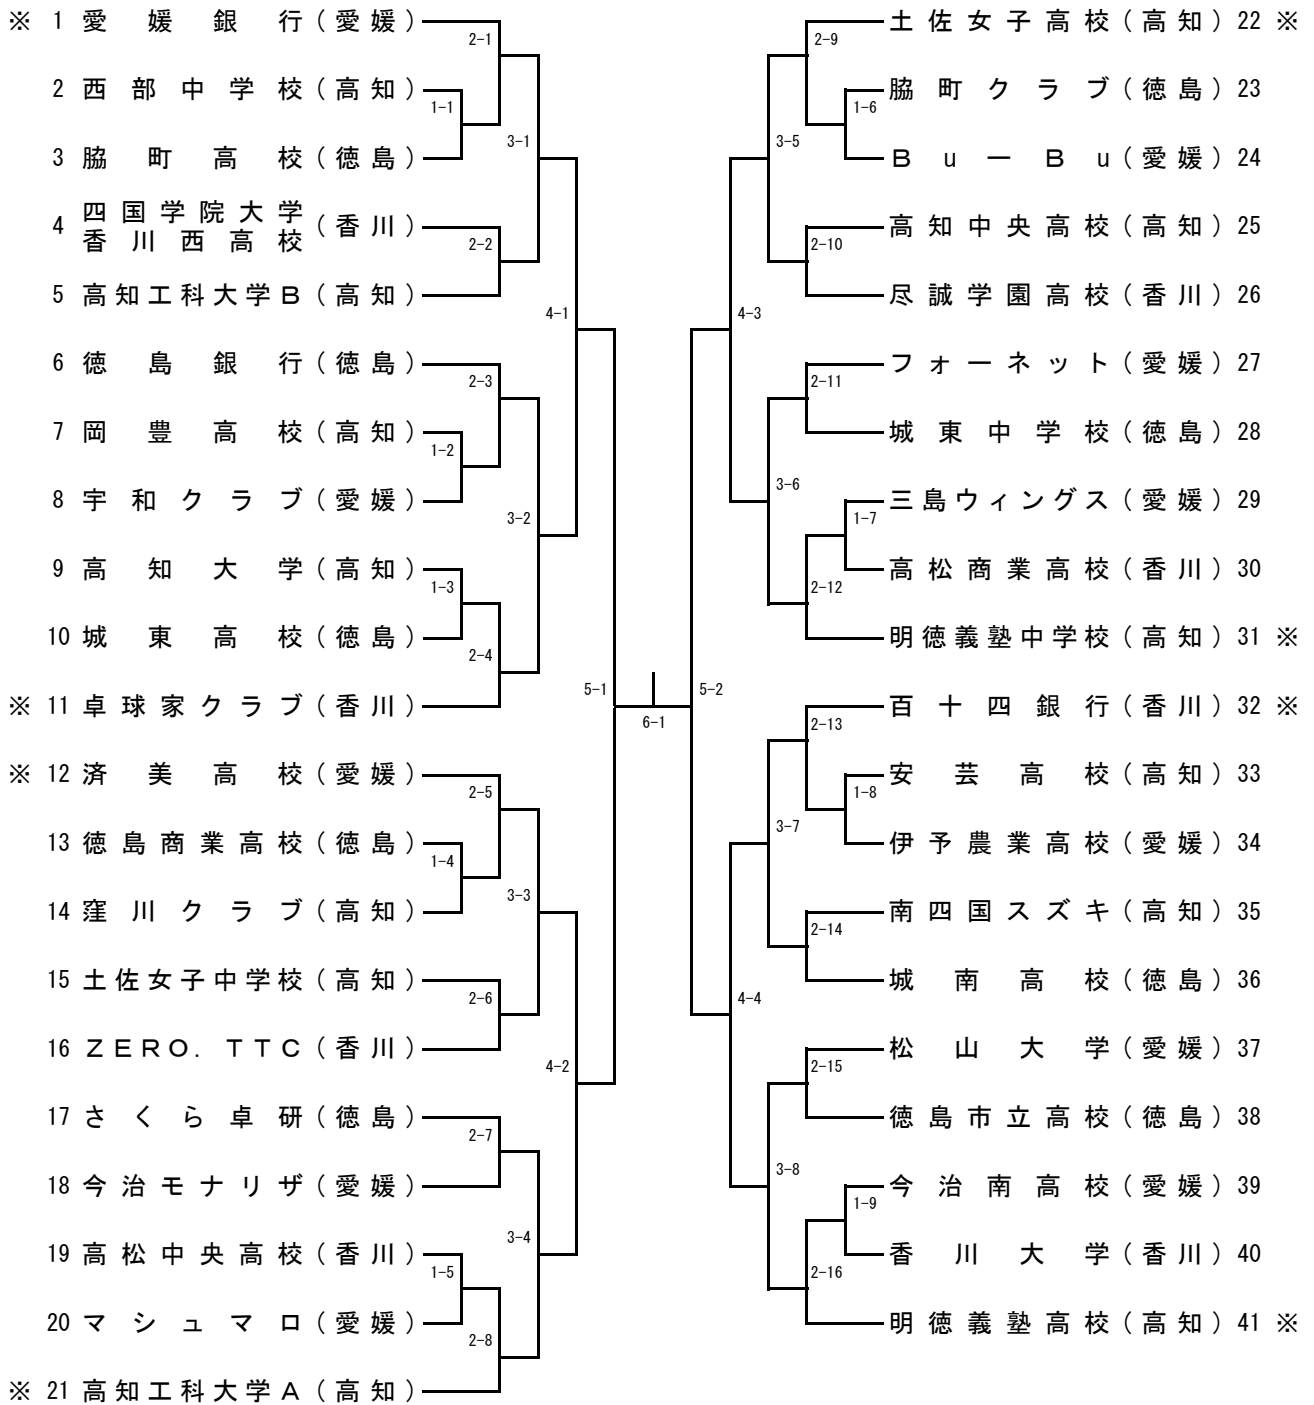 ※ 1 愛媛銀行(愛媛)
2-1
2 西部中学校(高知)
1-1
3 脇町高校(徳島)
3-1
4 四国学院大学香川西高校(香川)
2-2
5 高知工科大学B(高知)
4-1
6 徳島銀行(徳島)
2-3
7 岡豊高校(高知)
1-2
8 宇和クラブ(愛媛)
3-2
9 高知大学(高知)
1-3
10 城東高校(徳島)
2-4
※ 11 卓球家クラブ(香川)
5-1
6-1
※ 12 済美高校(愛媛)
2-5
13 徳島商業高校(徳島)
1-4
14 窪川クラブ(高知)
3-3
15 土佐女子中学校(高知)
2-6
16 ZERO.TTC(香川)
4-2
17 さくら卓研(徳島)
2-7
18 今治モナリザ(愛媛)
3-4
19 高松中央高校(香川)
1-5
20 マシュマロ(愛媛)
2-8
※ 21 高知工科大学A(高知)
土佐女子高校(高知) 22 ※
2-9
脇町クラブ(徳島) 23
1-6
3-5
Bu-Bu(愛媛) 24
高知中央高校(高知) 25
2-10
尽誠学園高校(香川) 26
4-3
フォーネット(愛媛) 27
2-11
城東中学校(徳島) 28
3-6
三島ウィングス(愛媛) 29
1-7
高松商業高校(香川) 30
2-12
明徳義塾中学校(高知) 31 ※
5-2
百十四銀行(香川) 32 ※
2-13
安芸高校(高知) 33
1-8
3-7
伊予農業高校(愛媛) 34
南四国スズキ(高知) 35
2-14
城南高校(徳島) 36
4-4
松山大学(愛媛) 37
2-15
徳島市立高校(徳島) 38
3-8
今治南高校(愛媛) 39
1-9
香川大学(香川) 40
2-16
明徳義塾高校(高知) 41 ※